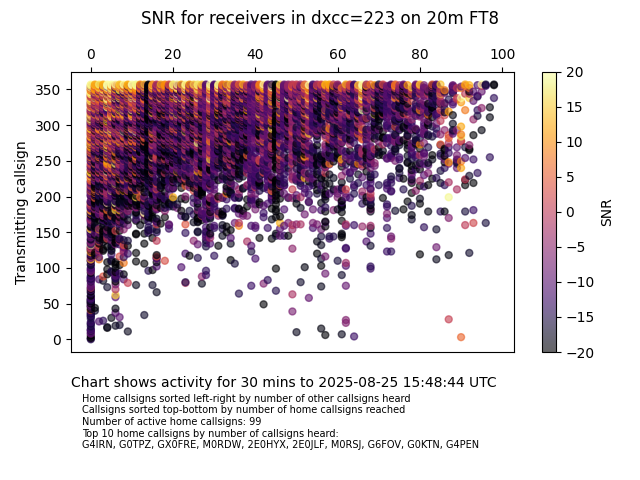 SNR for receivers in dxcc=223 on 20m FT8
0 20 40 60 80 100
350
300
250
200
150
100
50
0
Transmitting callsign
20
15
10
5
0
−5
−10
−15
−20
SNR
Chart shows activity for 30 mins to 2025-08-25 15:48:44 UTC
Home callsigns sorted left-right by number of other callsigns heard
Callsigns sorted top-bottom by number of home callsigns reached
Number of active home callsigns: 99
Top 10 home callsigns by number of callsigns heard:
G4IRN, G0TPZ, GX0FRE, M0RDW, 2E0HYX, 2E0JLF, M0RSJ, G6FOV, G0KTN, G4PEN